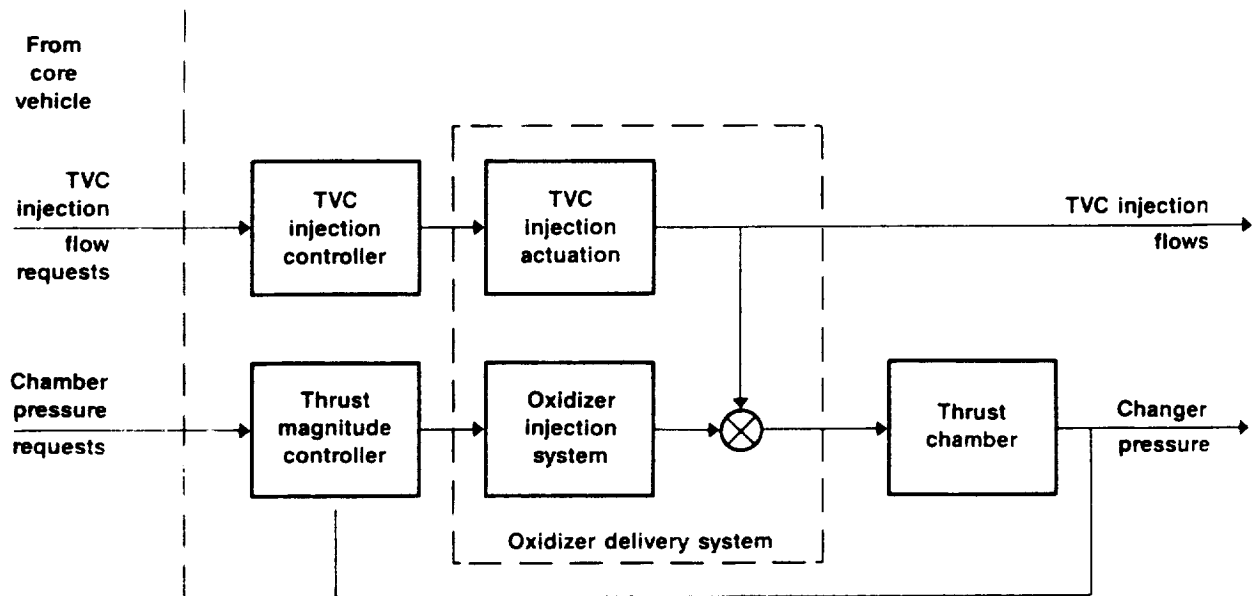 From
core
vehicle
TVC
injection
flow
requests
TVC
injection
controller
TVC
injection
actuation
TVC injection
flows
Chamber
pressure
requests
Thrust
magnitude
controller
Oxidizer
injection
system
Thrust
chamber
Changer
pressure
Oxidizer delivery system